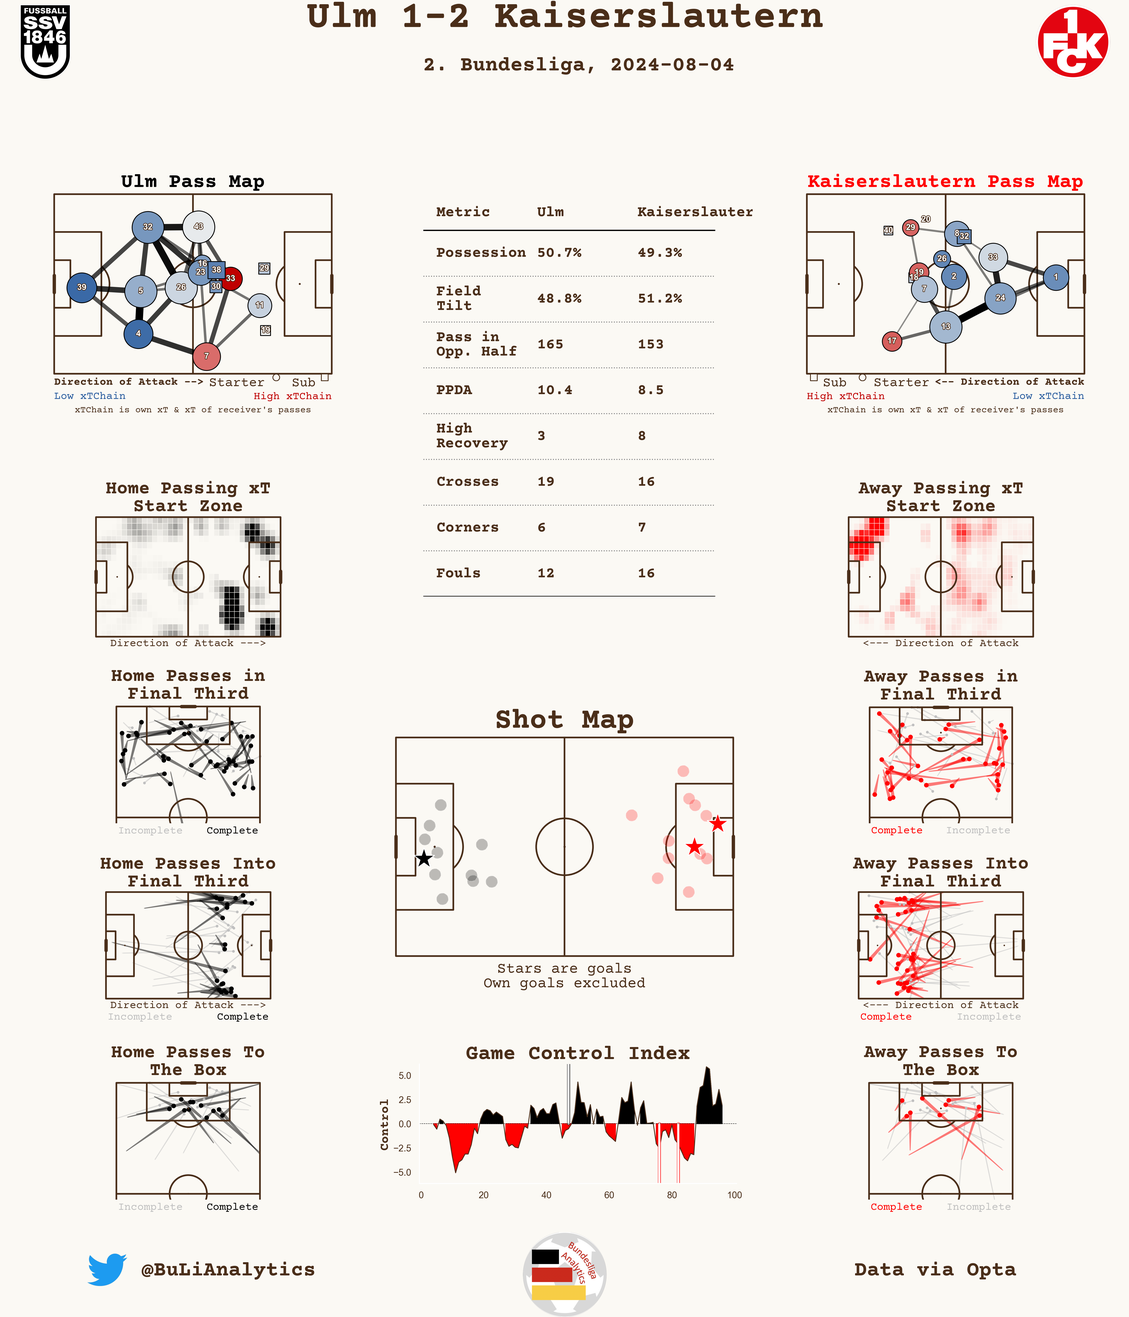 FUSSBALL
SSV
1846
Ulm 1-2 Kaiserslautern
1
FCK
2. Bundesliga, 2024-08-04
Ulm Pass Map
32
43
16
23
38
33
29
39
5
26
30
11
19
4
7
Direction of Attack --> Starter Sub
Low xTChain High xTChain
xTChain is own xT & xT of receiver's passes
Metric Ulm Kaiserslauter
Possession 50.7% 49.3%
Field
Tilt 48.8% 51.2%
Pass in
Opp. Half 165 153
PPDA 10.4 8.5
High
Recovery 3 8
Crosses 19 16
Corners 6 7
Fouls 12 16
Kaiserslautern Pass Map
20
29
8
32
26
33
19
2
1
7
24
13
17
Sub Starter <-- Direction of Attack
High xTChain Low xTChain
xTChain is own xT & xT of receiver's passes
Home Passing xT
Start Zone
Direction of Attack --->
Away Passing xT
Start Zone
<--- Direction of Attack
Home Passes in
Final Third
Incomplete Complete
Away Passes in
Final Third
Complete Incomplete
Shot Map
Stars are goals
Own goals excluded
Home Passes Into
Final Third
Direction of Attack --->
Incomplete Complete
Away Passes Into
Final Third
<--- Direction of Attack
Complete Incomplete
Home Passes To
The Box
Incomplete Complete
Game Control Index
Control
5.0
2.5
0.0
−2.5
−5.0
0 20 40 60 80 100
Away Passes To
The Box
Complete Incomplete
@BuLiAnalytics
Bundesliga
Analytics
Data via Opta